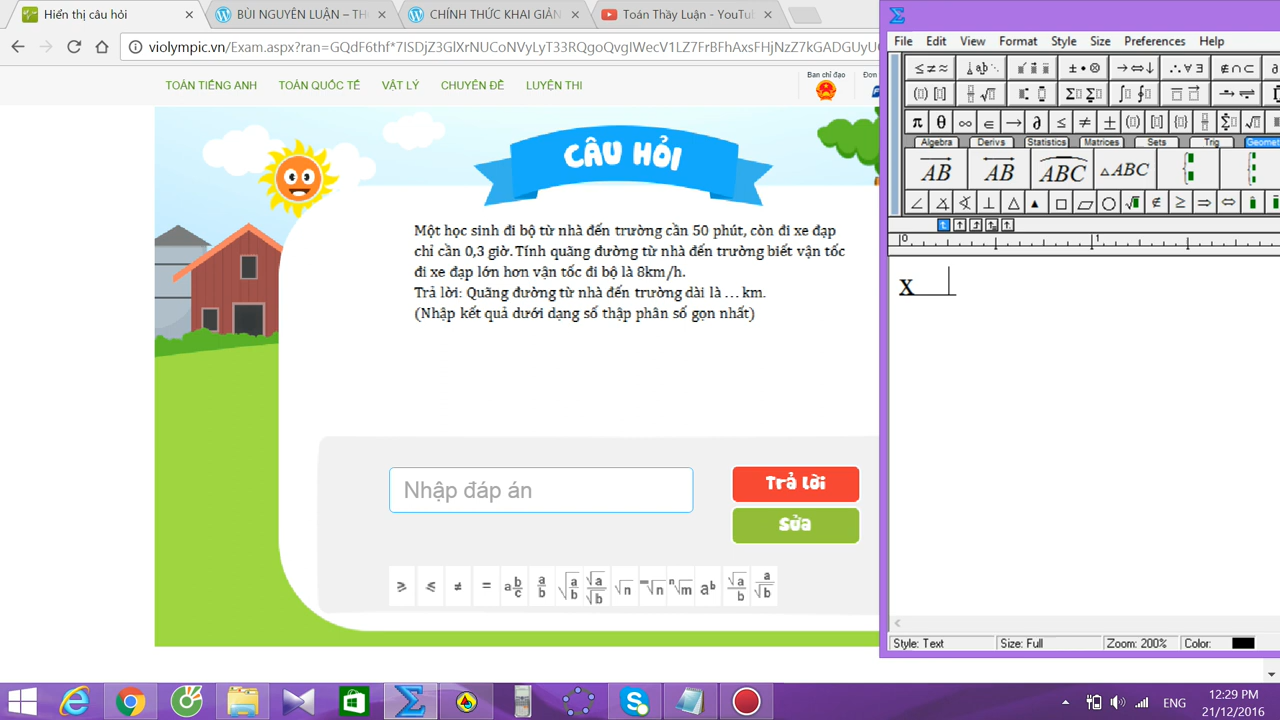 Hiển thị câu hỏi
BÙI NGUYÊN LUẬN – TH
CHÍNH THỨC KHAI GIẢN
Toán Thầy Luận - YouTu
violympic.vn/Exam.aspx?ran=
TOÁN TIẾNG ANH TOÁN QUỐC TẾ VẬT LÝ CHUYÊN ĐỀ LUYỆN THI
Ban chỉ đạo
Đơn
CÂU HỎI
Một học sinh đi bộ từ nhà đến trường cần 50 phút, còn đi xe đạp
chỉ cần 0,3 giờ. Tính quãng đường từ nhà đến trường biết vận tốc
đi xe đạp lớn hơn vận tốc đi bộ là 8km/h.
Trả lời: Quãng đường từ nhà đến trường dài là ... km.
(Nhập kết quả dưới dạng số thập phân số gọn nhất)
Nhập đáp án
Trả lời
Sửa
≥ ≤ ≠ = a b/c a/b √a/b √a/√b √n ᵐ√n ⁿ√m aᵇ √a/b a/√b
File Edit View Format Style Size Preferences Help
π θ ∞ ∈ → ∂ ≤ ≠ ±
Algebra Derivs Statistics Matrices Sets Trig Geomet
AB AB ABC △ABC
0 1
x
Style: Text Size: Full Zoom: 200% Color:
ENG
12:29 PM
21/12/2016